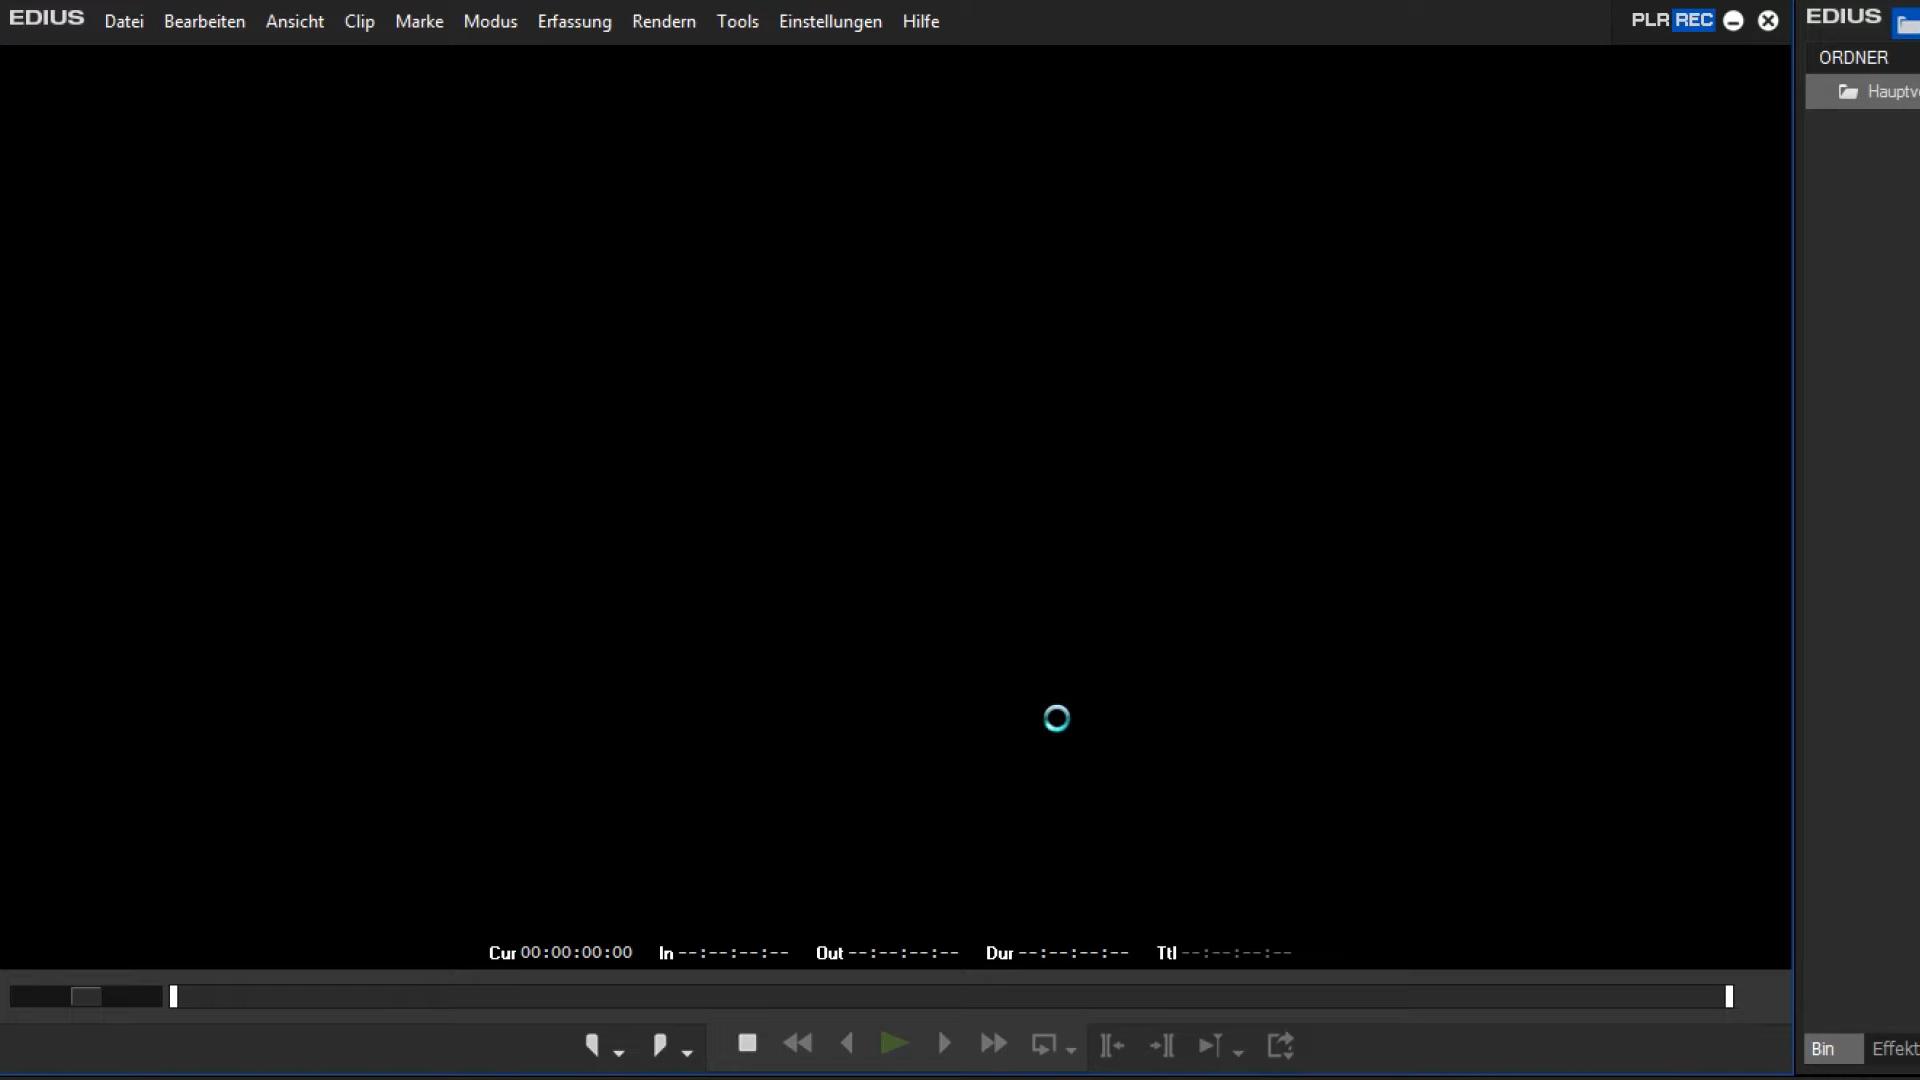 EDIUS Datei Bearbeiten Ansicht Clip Marke Modus Erfassung Rendern Tools Einstellungen Hilfe PLR REC
EDIUS
ORDNER
Cur 00:00:00:00 In --:--:--:-- Out --:--:--:-- Dur --:--:--:-- Ttl --:--:--:--
Bin